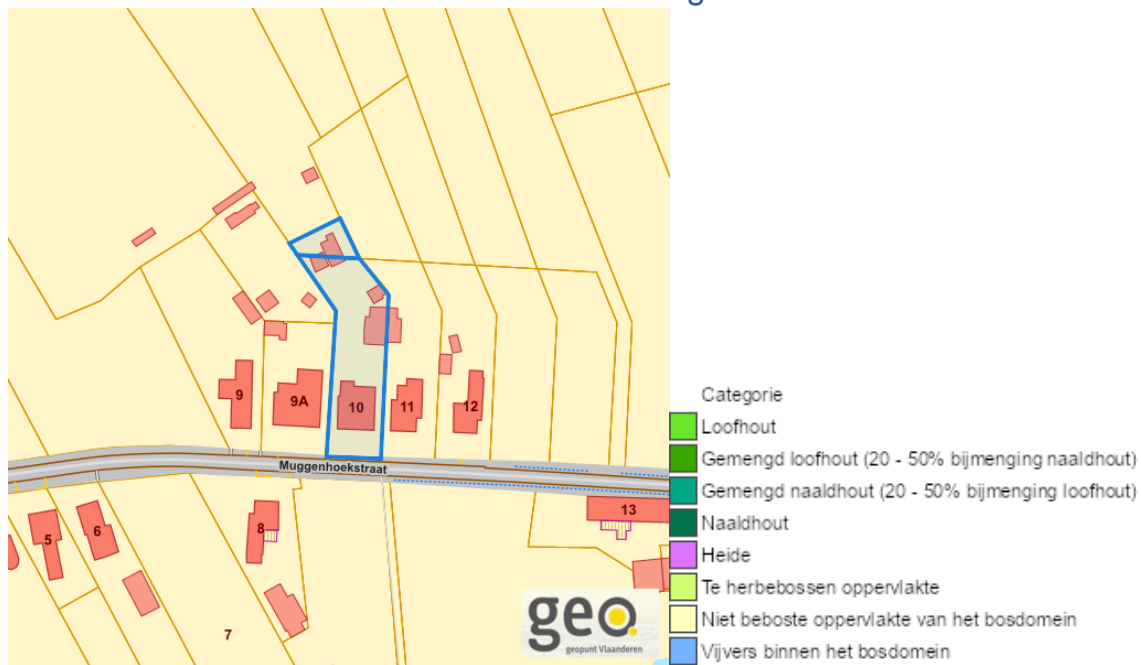 9
9A
10
11
12
Muggenhoekstraat
5
6
8
13
7
geo.
geopunt Vlaanderen
Categorie
Loofhout
Gemengd loofhout (20 - 50% bijmenging naaldhout)
Gemengd naaldhout (20 - 50% bijmenging loofhout)
Naaldhout
Heide
Te herbebossen oppervlakte
Niet beboste oppervlakte van het bosdomein
Vijvers binnen het bosdomein